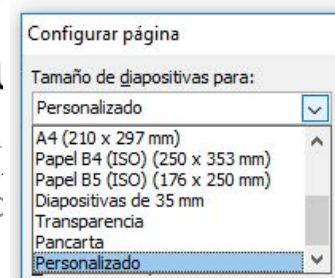 Configurar página
Tamaño de diapositivas para:
Personalizado
A4 (210 x 297 mm)
Papel B4 (ISO) (250 x 353 mm)
Papel B5 (ISO) (176 x 250 mm)
Diapositivas de 35 mm
Transparencia
Pancarta
Personalizado